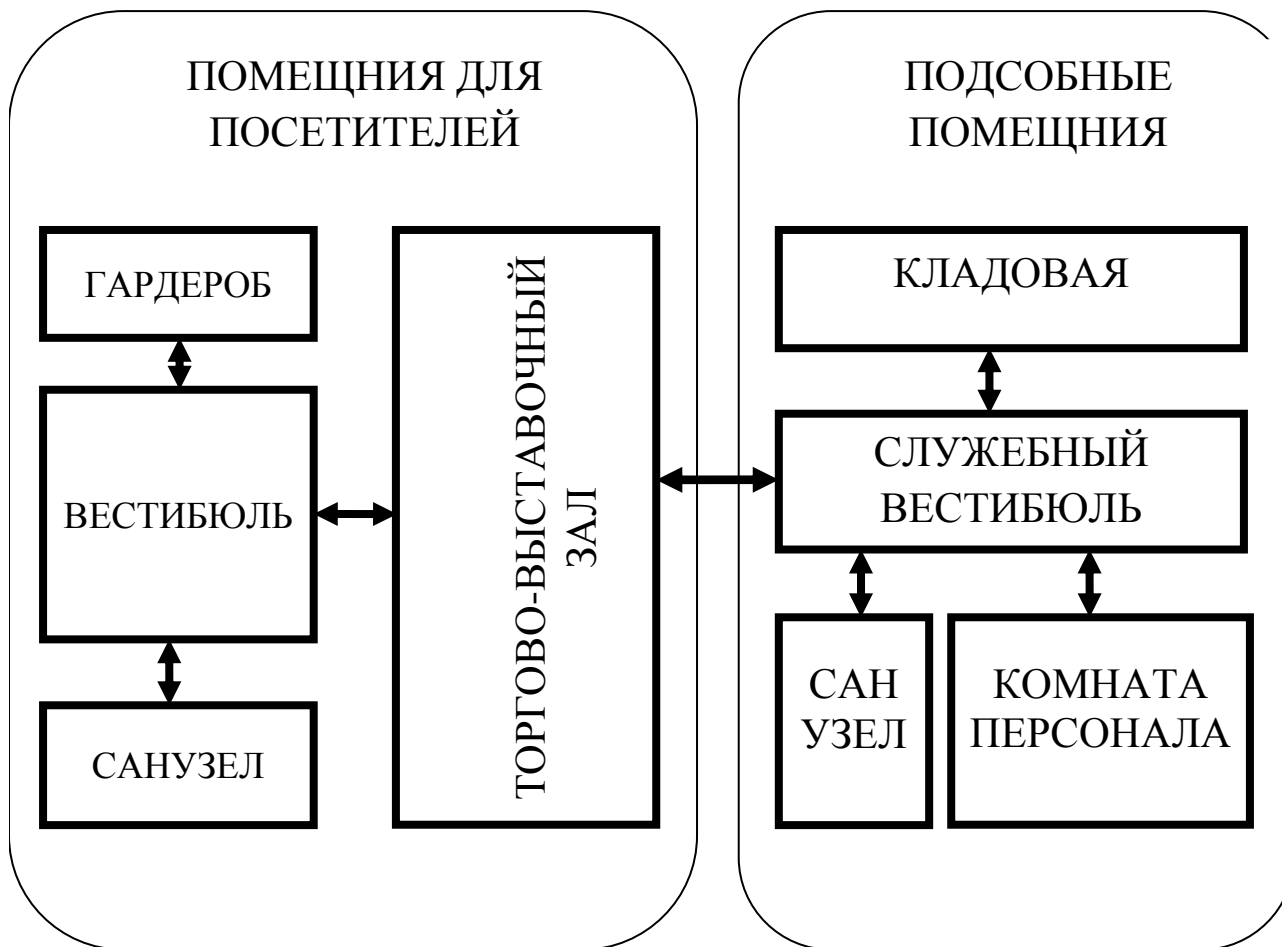 ПОМЕЩНИЯ ДЛЯ
ПОСЕТИТЕЛЕЙ
ГАРДЕРОБ
ВЕСТИБЮЛЬ
САНУЗЕЛ
ТОРГОВО-ВЫСТАВОЧНЫЙ
ЗАЛ
ПОДСОБНЫЕ
ПОМЕЩНИЯ
КЛАДОВАЯ
СЛУЖЕБНЫЙ
ВЕСТИБЮЛЬ
САН
УЗЕЛ
КОМНАТА
ПЕРСОНАЛА